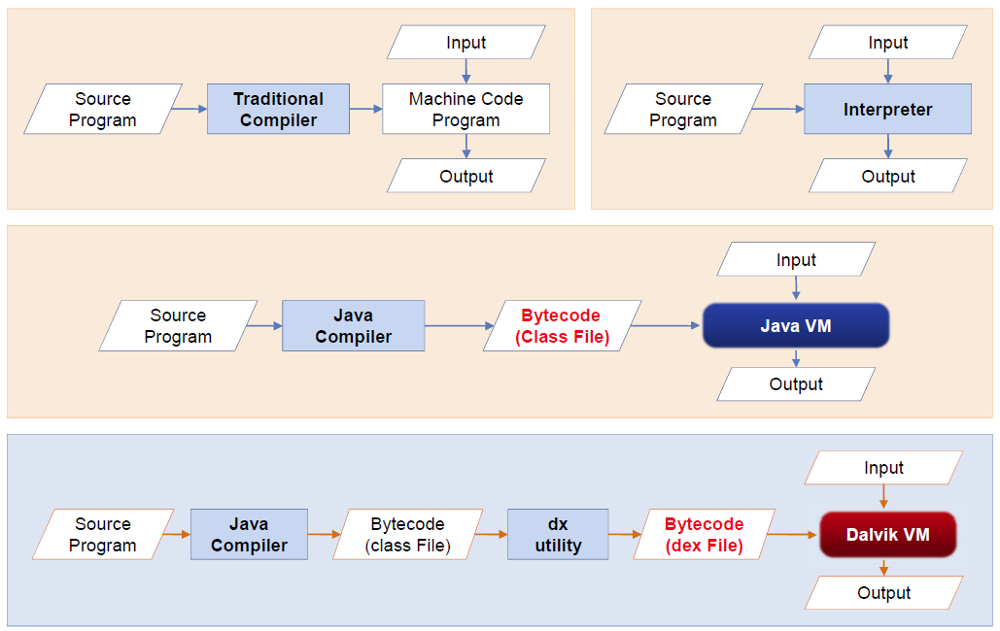 Input
Source
Program
Traditional
Compiler
Machine Code
Program
Output
Input
Source
Program
Interpreter
Output
Input
Source
Program
Java
Compiler
Bytecode
(Class File)
Java VM
Output
Input
Source
Program
Java
Compiler
Bytecode
(class File)
dx
utility
Bytecode
(dex File)
Dalvik VM
Output